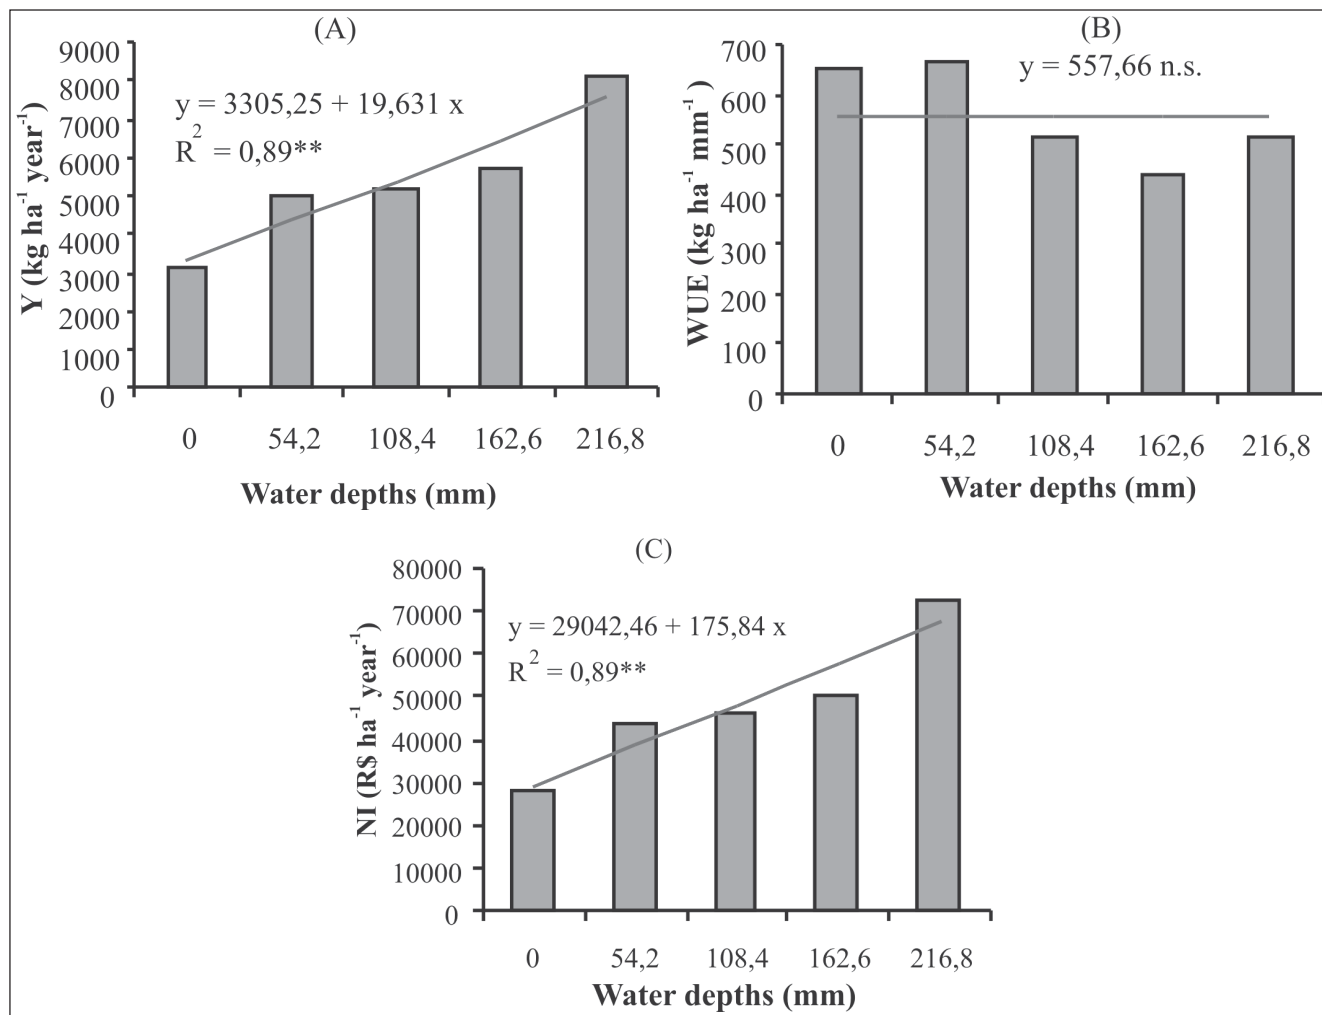 (A)
9000
8000
7000
6000
5000
4000
3000
2000
1000
0
Y (kg ha⁻¹ year⁻¹)
y = 3305,25 + 19,631 x
R² = 0,89**
0 54,2 108,4 162,6 216,8
Water depths (mm)
(B)
700
600
500
400
300
200
100
0
WUE (kg ha⁻¹ mm⁻¹)
y = 557,66 n.s.
0 54,2 108,4 162,6 216,8
Water depths (mm)
(C)
80000
70000
60000
50000
40000
30000
20000
10000
0
NI (R$ ha⁻¹ year⁻¹)
y = 29042,46 + 175,84 x
R² = 0,89**
0 54,2 108,4 162,6 216,8
Water depths (mm)